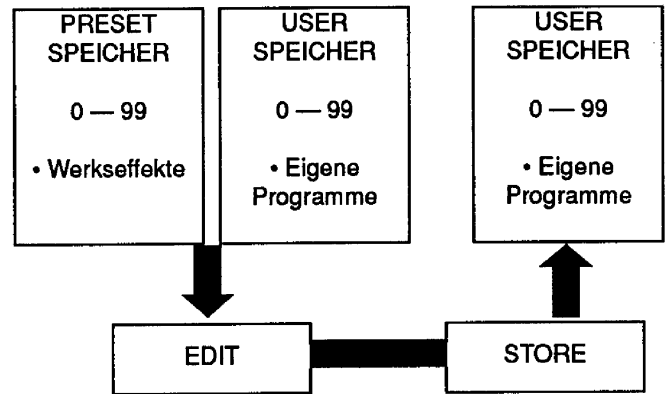 PRESET
SPEICHER
0 — 99
• Werkseffekte
USER
SPEICHER
0 — 99
• Eigene
Programme
USER
SPEICHER
0 — 99
• Eigene
Programme
EDIT
STORE